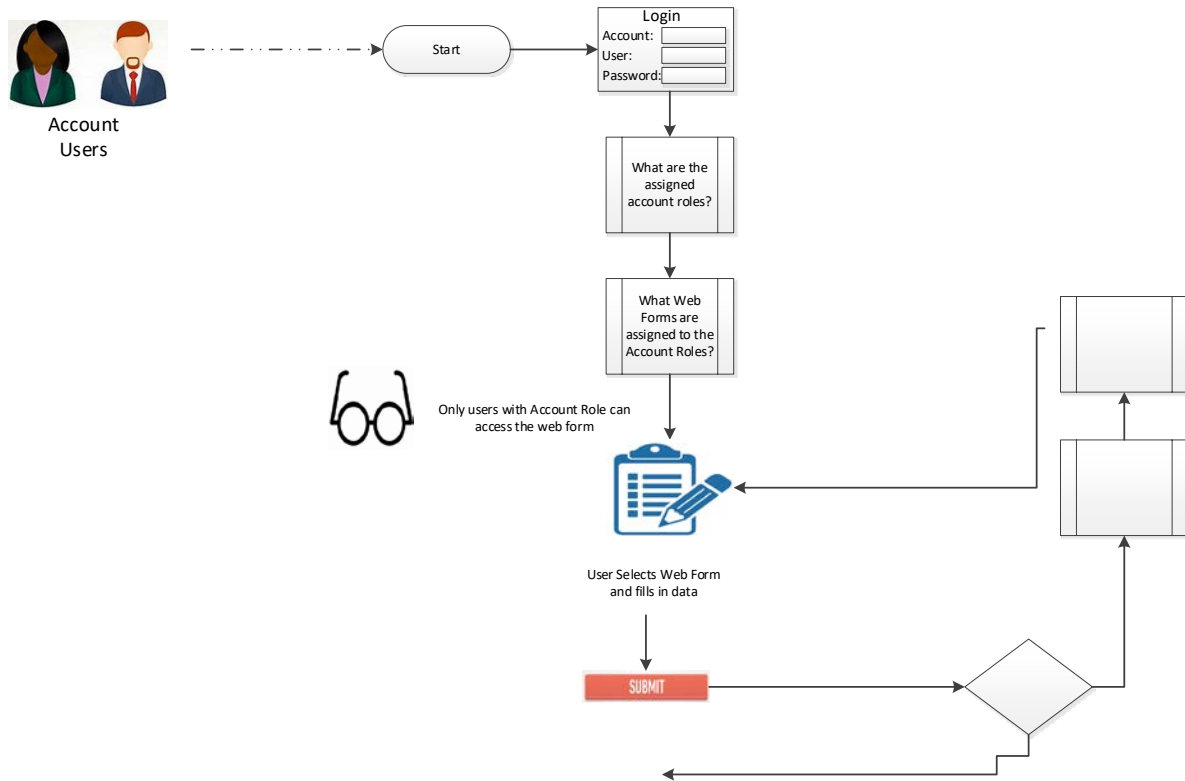 Account
Users
Start
Login
Account:
User:
Password:
What are the
assigned
account roles?
What Web
Forms are
assigned to the
Account Roles?
Only users with Account Role can
access the web form
User Selects Web Form
and fills in data
SUBMIT